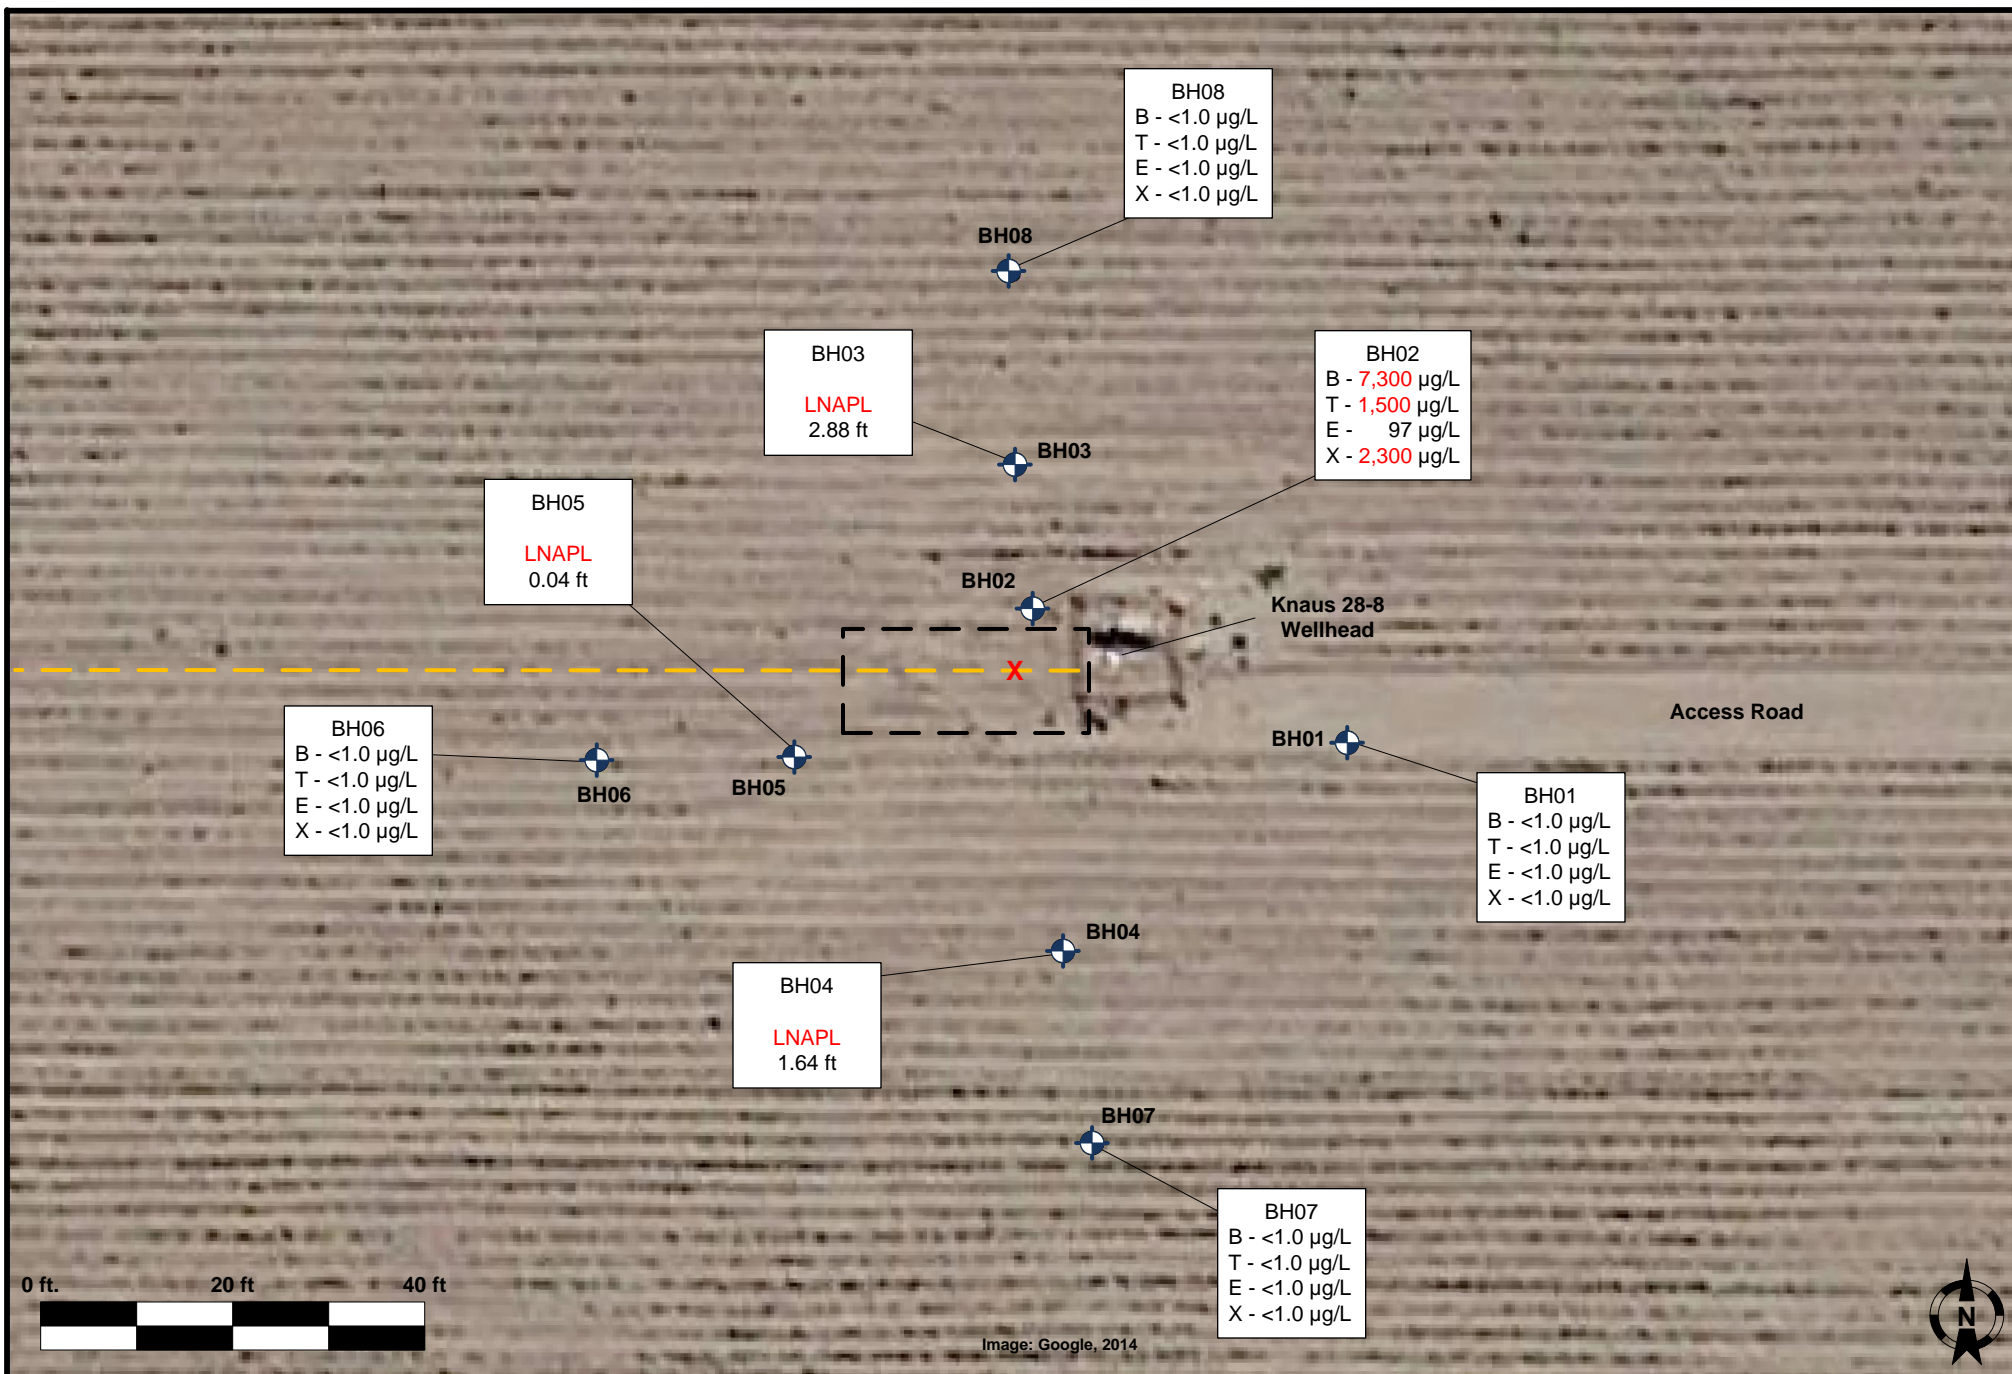 BH08
B - <1.0 µg/L
T - <1.0 µg/L
E - <1.0 µg/L
X - <1.0 µg/L
BH08
BH03
LNAPL
2.88 ft
BH03
BH02
B - 7,300 µg/L
T - 1,500 µg/L
E - 97 µg/L
X - 2,300 µg/L
BH05
LNAPL
0.04 ft
BH02
Knaus 28-8
Wellhead
X
Access Road
BH06
B - <1.0 µg/L
T - <1.0 µg/L
E - <1.0 µg/L
X - <1.0 µg/L
BH06
BH05
BH01
BH01
B - <1.0 µg/L
T - <1.0 µg/L
E - <1.0 µg/L
X - <1.0 µg/L
BH04
BH04
LNAPL
1.64 ft
BH07
BH07
B - <1.0 µg/L
T - <1.0 µg/L
E - <1.0 µg/L
X - <1.0 µg/L
0 ft. 20 ft 40 ft
Image: Google, 2014
N